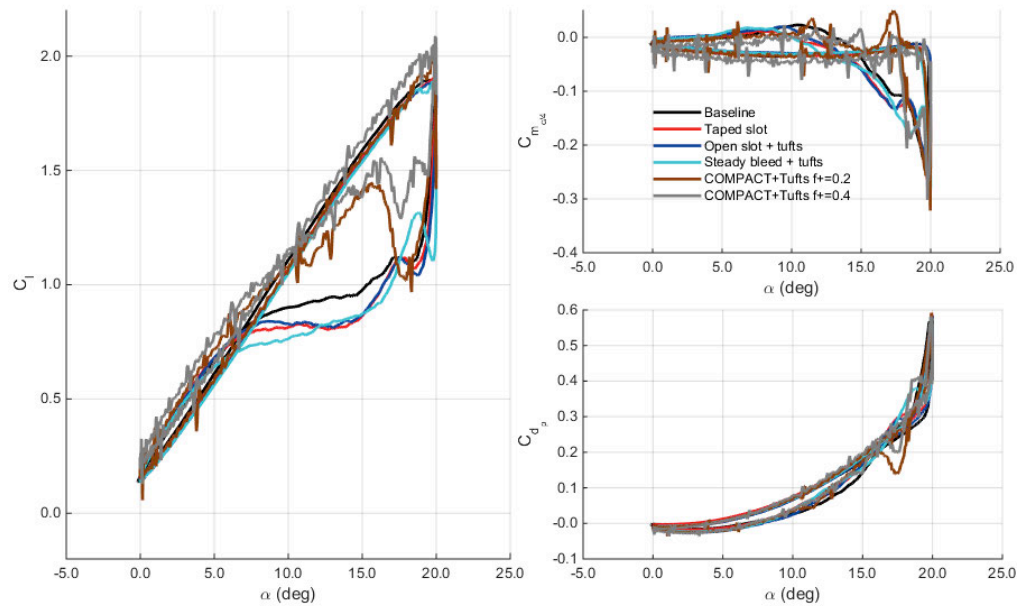 2.0
1.5
1.0
0.5
0.0
C_l
-5.0 0.0 5.0 10.0 15.0 20.0 25.0
α (deg)
0.0
-0.1
-0.2
-0.3
-0.4
C_m_c/4
Baseline
Taped slot
Open slot + tufts
Steady bleed + tufts
COMPACT+Tufts f+=0.2
COMPACT+Tufts f+=0.4
-5.0 0.0 5.0 10.0 15.0 20.0 25.0
α (deg)
0.6
0.5
0.4
0.3
0.2
0.1
-0.0
-0.1
C_d_p
-5.0 0.0 5.0 10.0 15.0 20.0 25.0
α (deg)